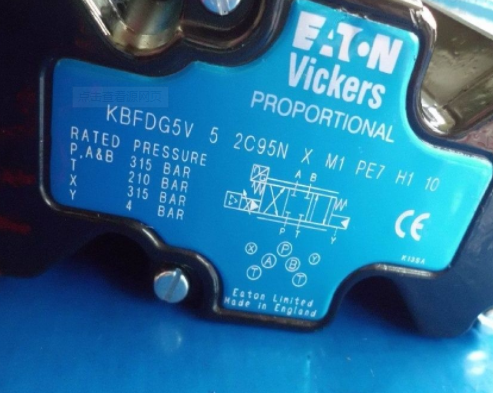 EATON
Vickers
PROPORTIONAL
KBFDG5V 5 2C95N X M1 PE7 H1 10
RATED PRESSURE
P,A&B 315 BAR
T 210 BAR
X 315 BAR
Y 4 BAR
A B
P T Y
X P Y
A B
T T
CE
Eaton Limited
Made in England